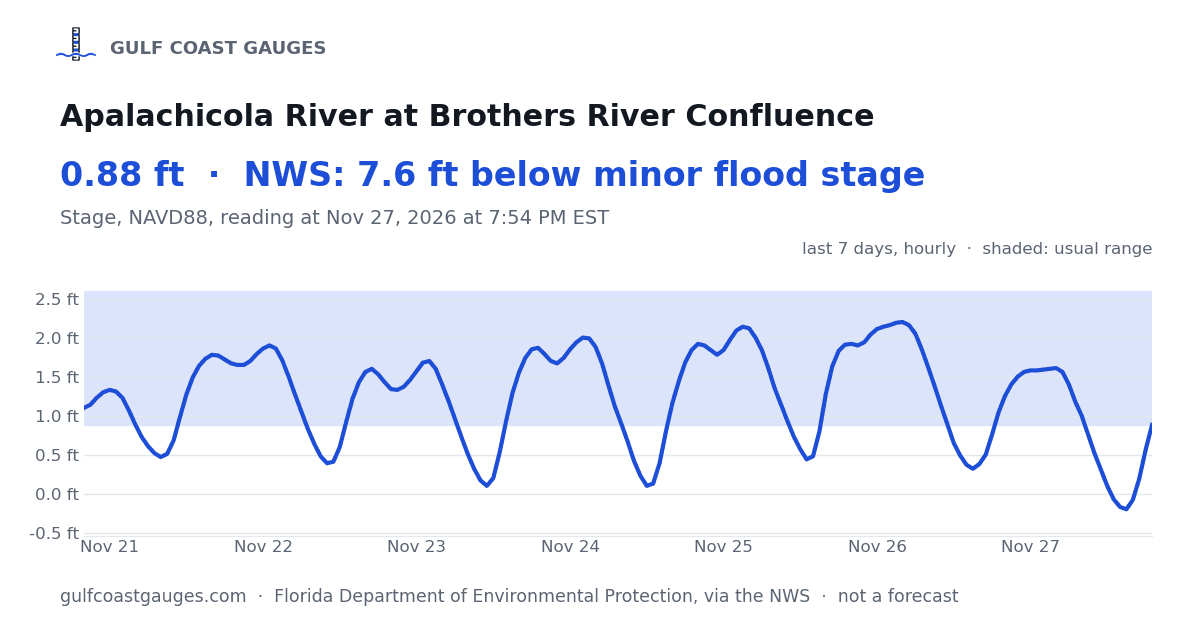 GULF COAST GAUGES
Apalachicola River at Brothers River Confluence
0.88 ft · NWS: 7.6 ft below minor flood stage
Stage, NAVD88, reading at Nov 27, 2026 at 7:54 PM EST
last 7 days, hourly · shaded: usual range
2.5 ft
2.0 ft
1.5 ft
1.0 ft
0.5 ft
0.0 ft
-0.5 ft
Nov 21 Nov 22 Nov 23 Nov 24 Nov 25 Nov 26 Nov 27
gulfcoastgauges.com · Florida Department of Environmental Protection, via the NWS · not a forecast